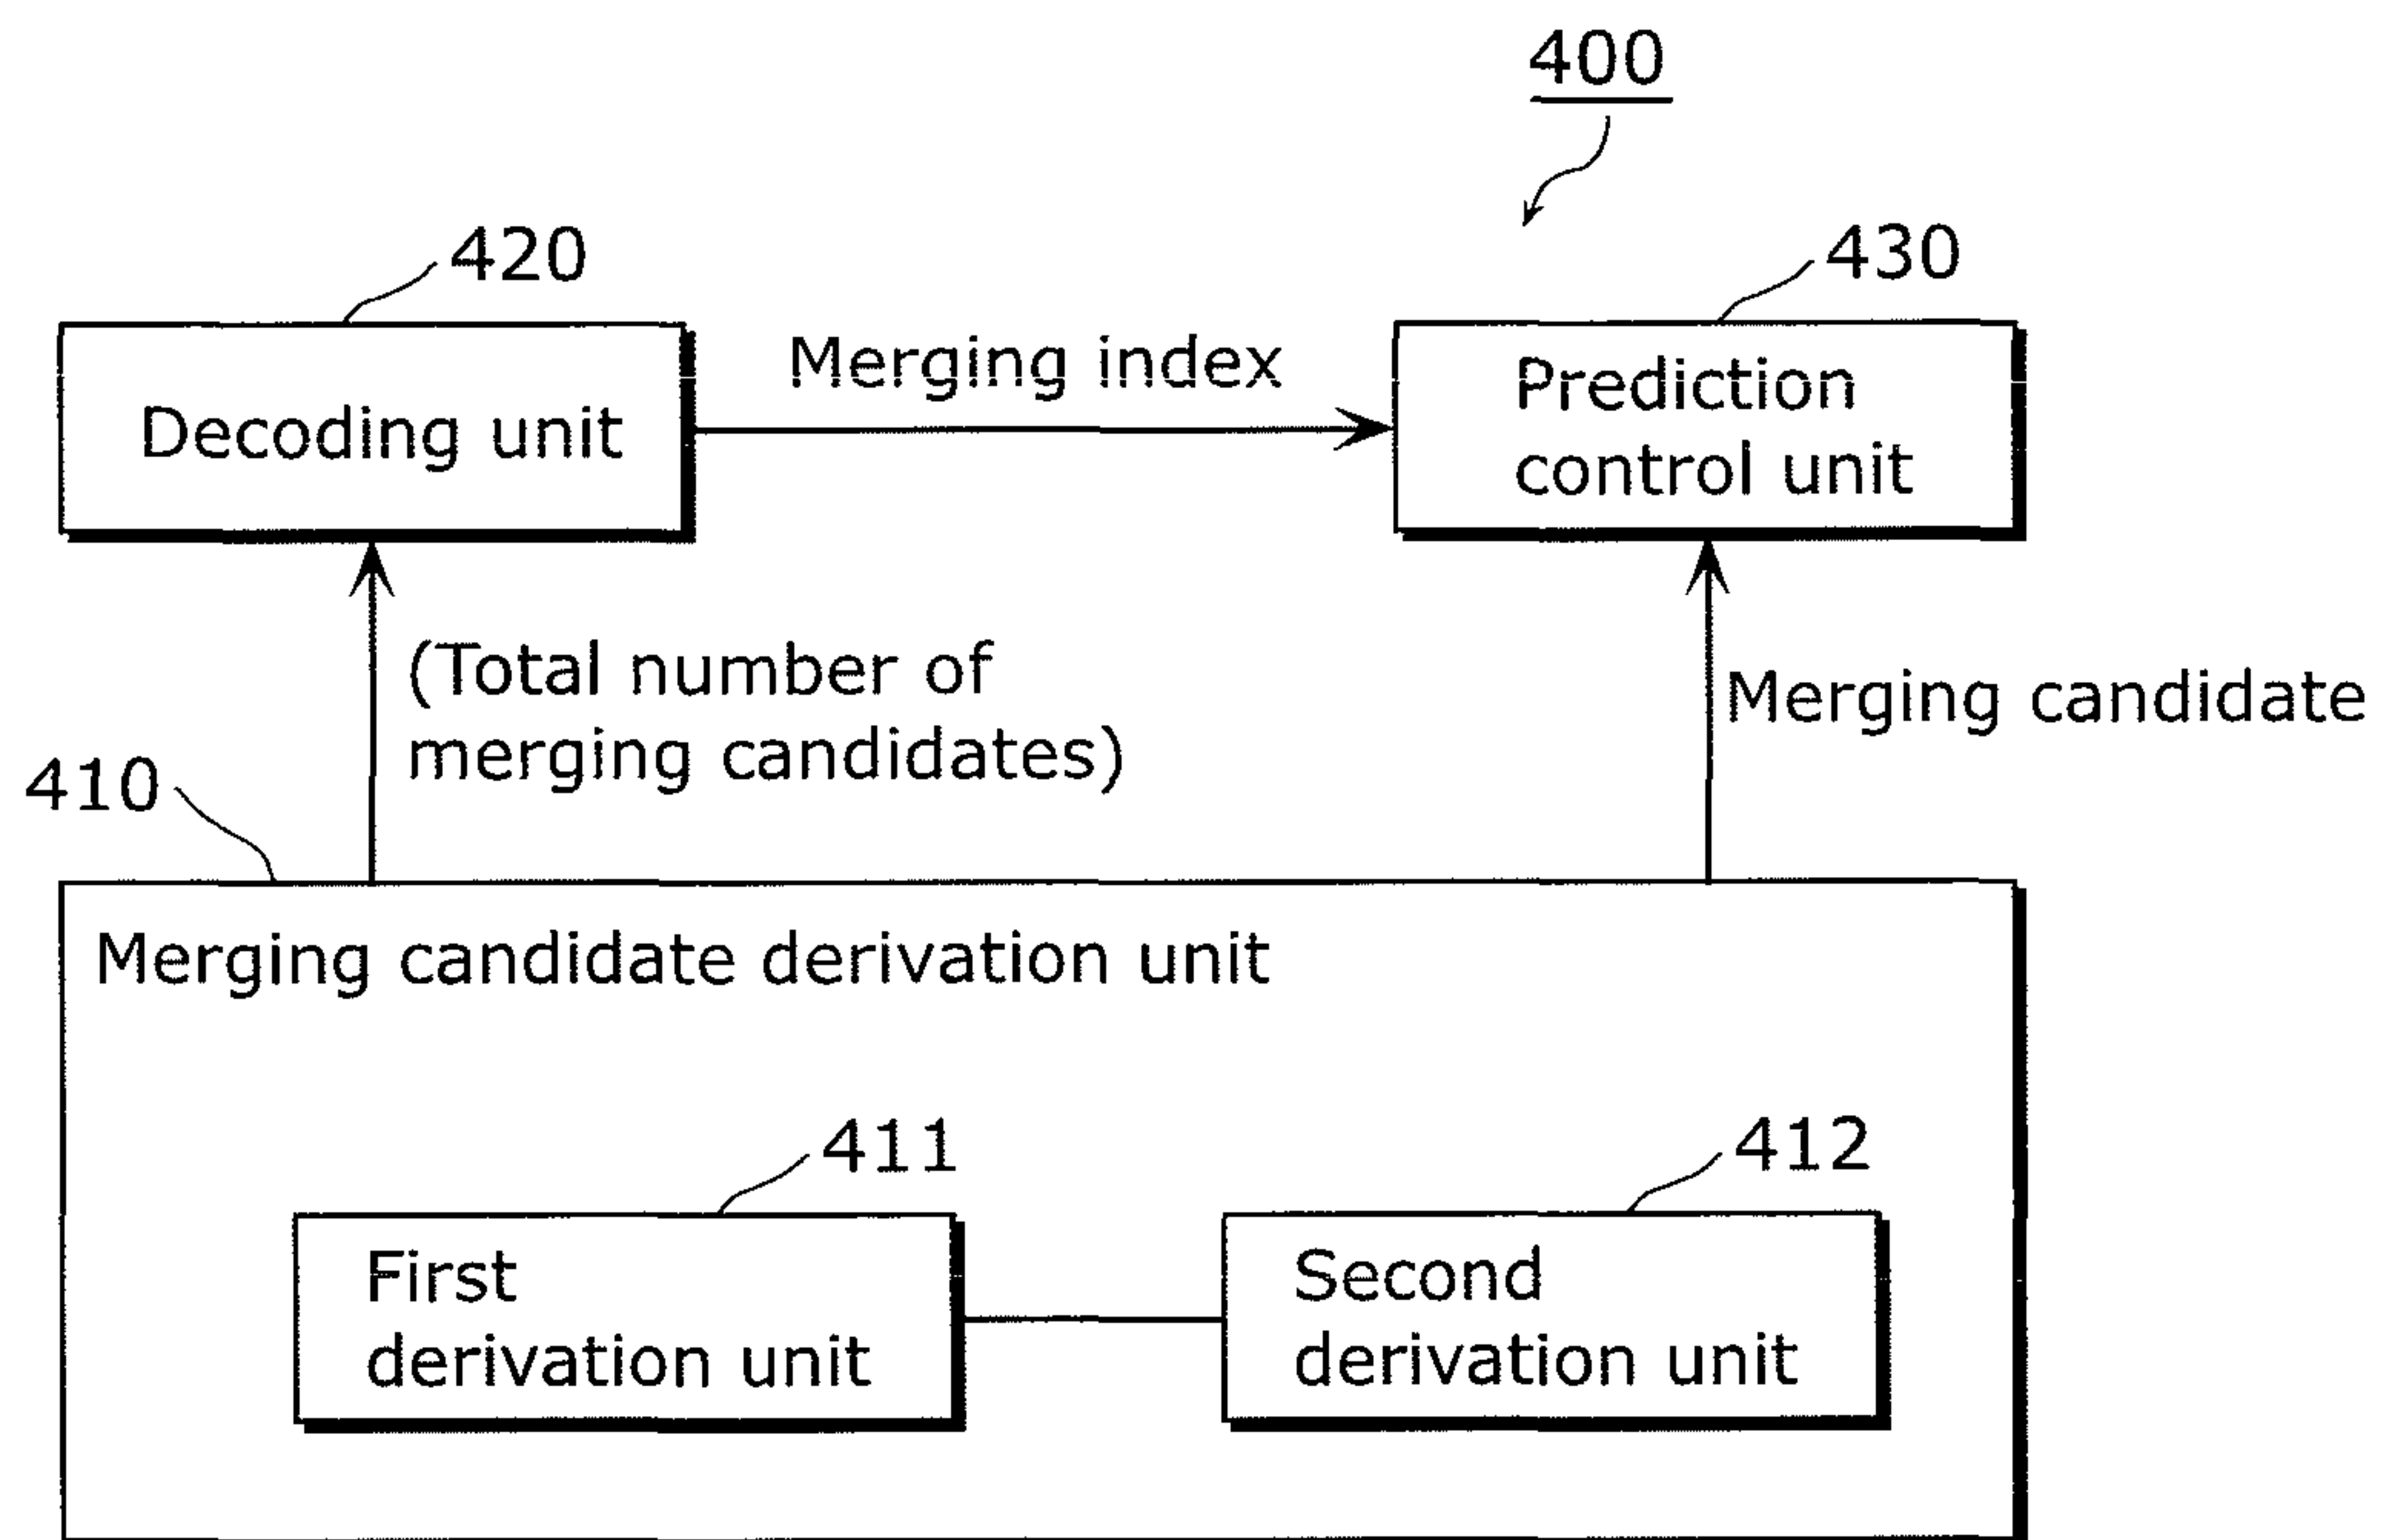 400
420
430
Decoding unit
Merging index
Prediction
control unit
(Total number of
merging candidates)
Merging candidate
410
Merging candidate derivation unit
411
412
First
derivation unit
Second
derivation unit